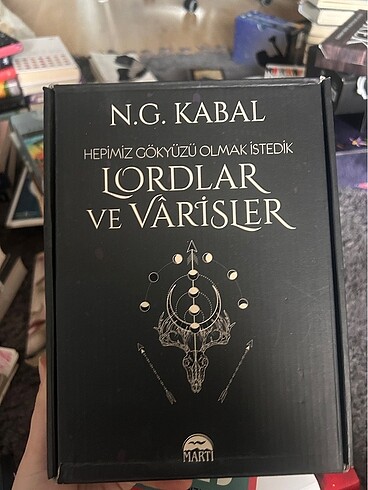 N.G. KABAL
HEPİMİZ GÖKYÜZÜ OLMAK İSTEDİK
LORDLAR
VE VÂRİSLER
MARTI